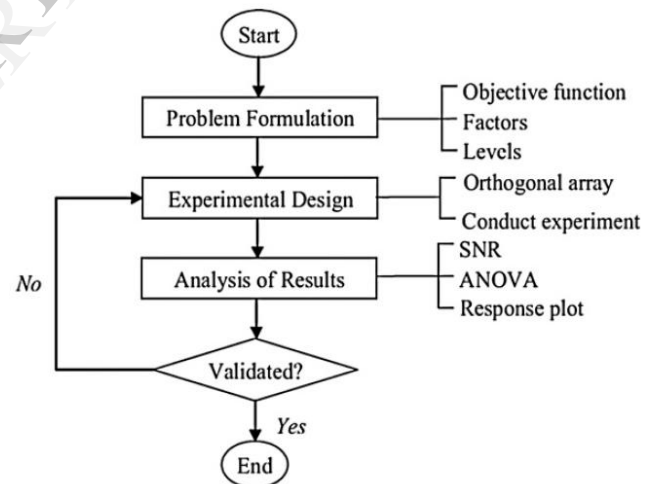 Start
Problem Formulation
Objective function
Factors
Levels
Experimental Design
Orthogonal array
Conduct experiment
Analysis of Results
SNR
ANOVA
Response plot
No
Validated?
Yes
End